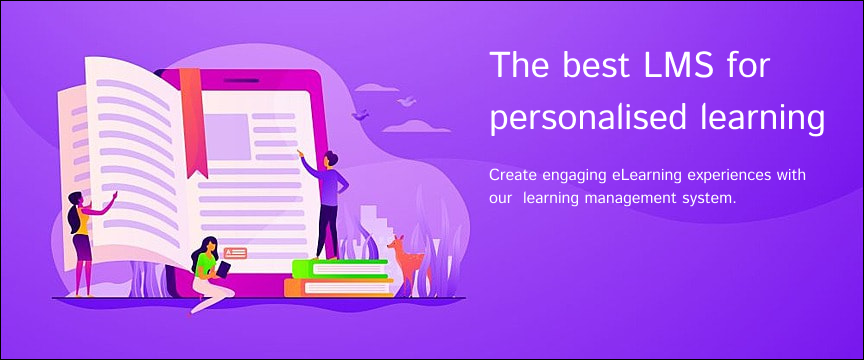 The best LMS for
personalised learning
Create engaging eLearning experiences with
our  learning management system.
A